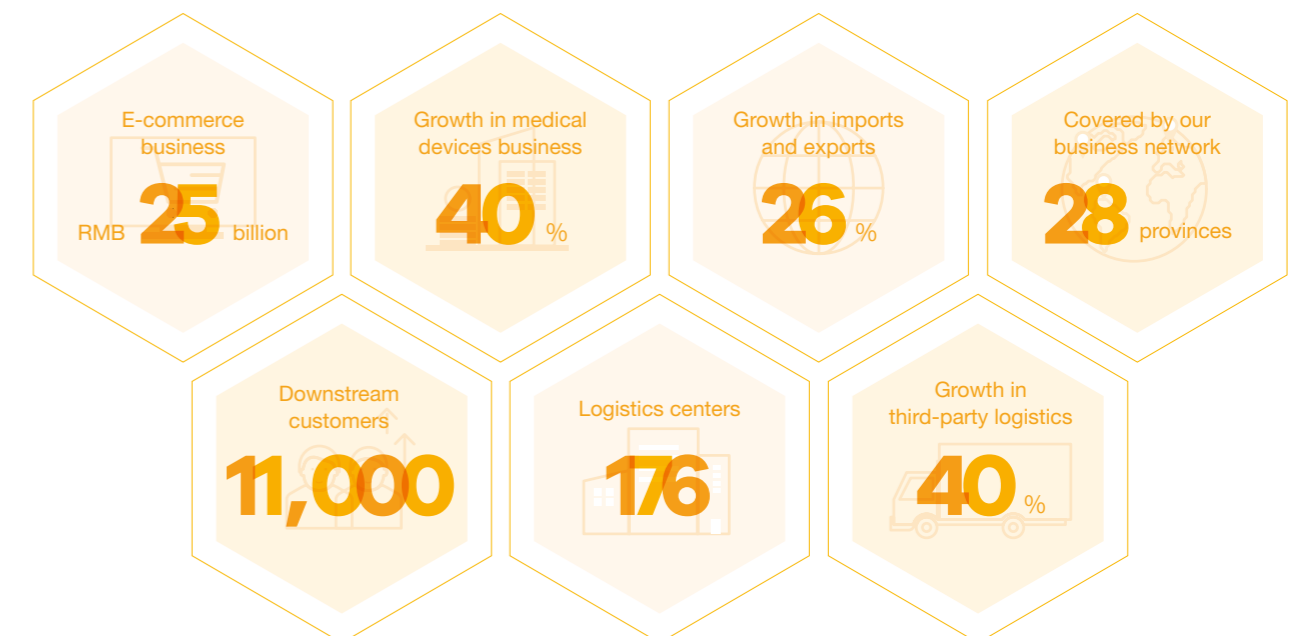 E-commerce
business
RMB 25 billion
Growth in medical
devices business
40 %
Growth in imports
and exports
26 %
Covered by our
business network
28 provinces
Downstream
customers
11,000
Logistics centers
176
Growth in
third-party logistics
40 %